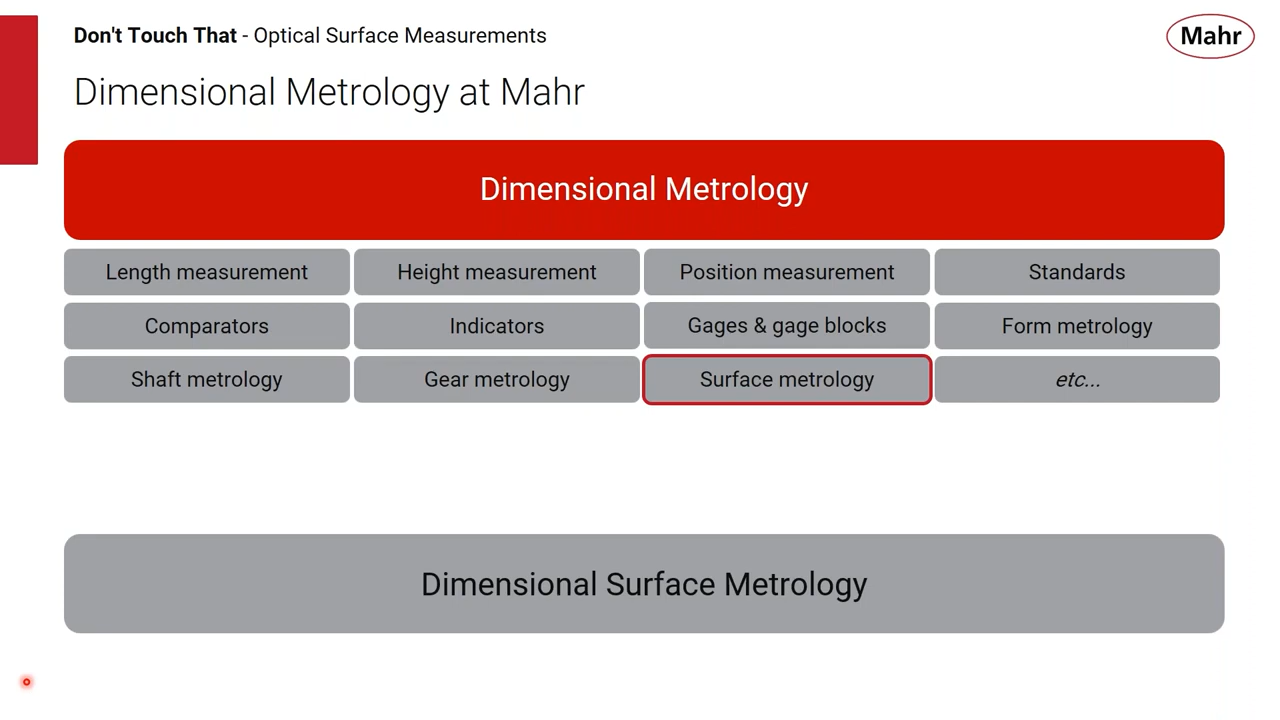 Don't Touch That - Optical Surface Measurements
Mahr
Dimensional Metrology at Mahr
Dimensional Metrology
Length measurement
Height measurement
Position measurement
Standards
Comparators
Indicators
Gages & gage blocks
Form metrology
Shaft metrology
Gear metrology
Surface metrology
etc...
Dimensional Surface Metrology